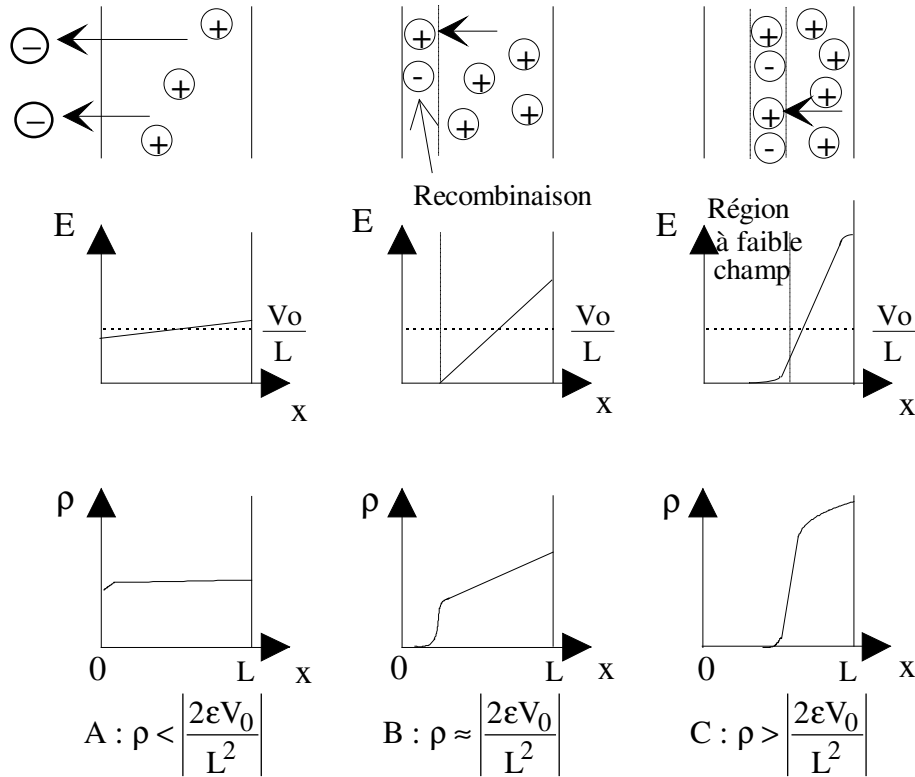 − + + − +
+ - + + + +
+ - + - + + + +
Recombinaison
E
Vo
L
x
E
Vo
L
x
E
Région
à faible
champ
Vo
L
x
ρ
0 L x
ρ
0 L x
ρ
0 L x
A : ρ < |2εV₀ / L²|
B : ρ ≈ |2εV₀ / L²|
C : ρ > |2εV₀ / L²|